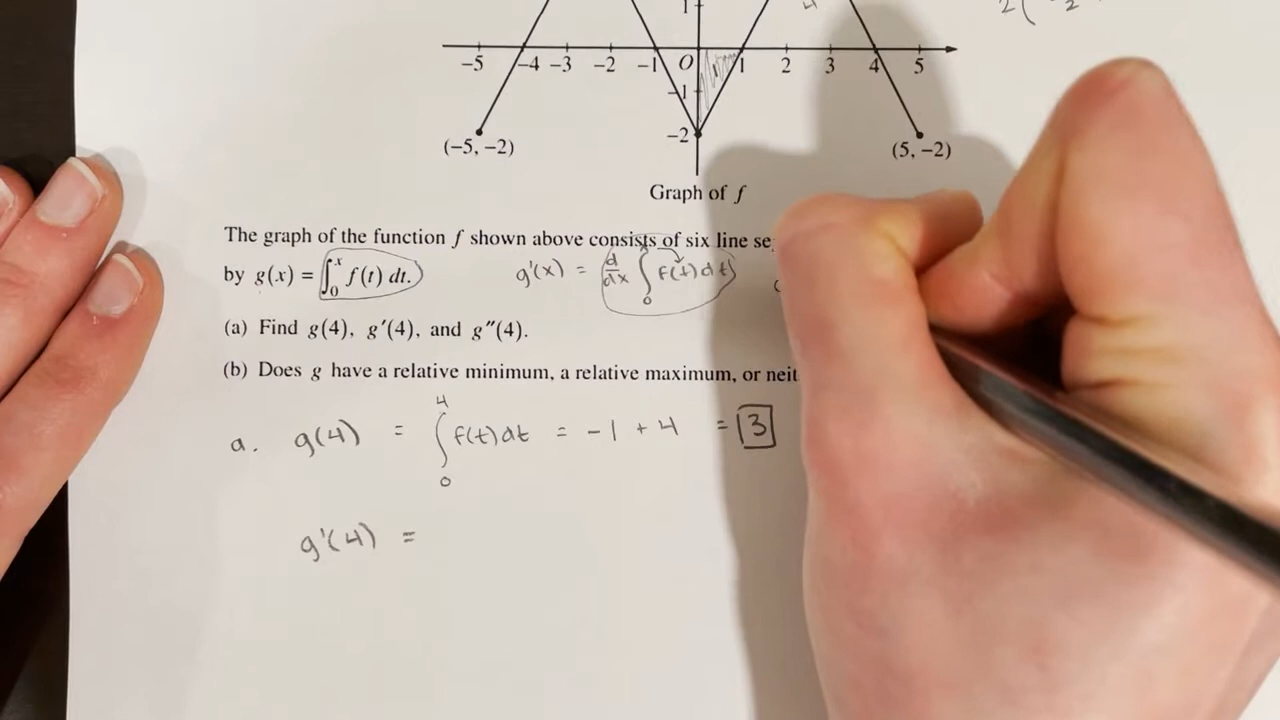 1
4
2( 2
−5 −4 −3 −2 −1 O 1 2 3 4 5
−1
−2
(−5, −2) (5, −2)
Graph of f
The graph of the function f shown above consists of six line se
by g(x) = ∫₀ˣ f(t) dt. g'(x) = d/dx ∫₀ f(t)dt
(a) Find g(4), g′(4), and g″(4).
(b) Does g have a relative minimum, a relative maximum, or neit
a. g(4) = ∫₀⁴ f(t)dt = -1 + 4 = 3
g'(4) =